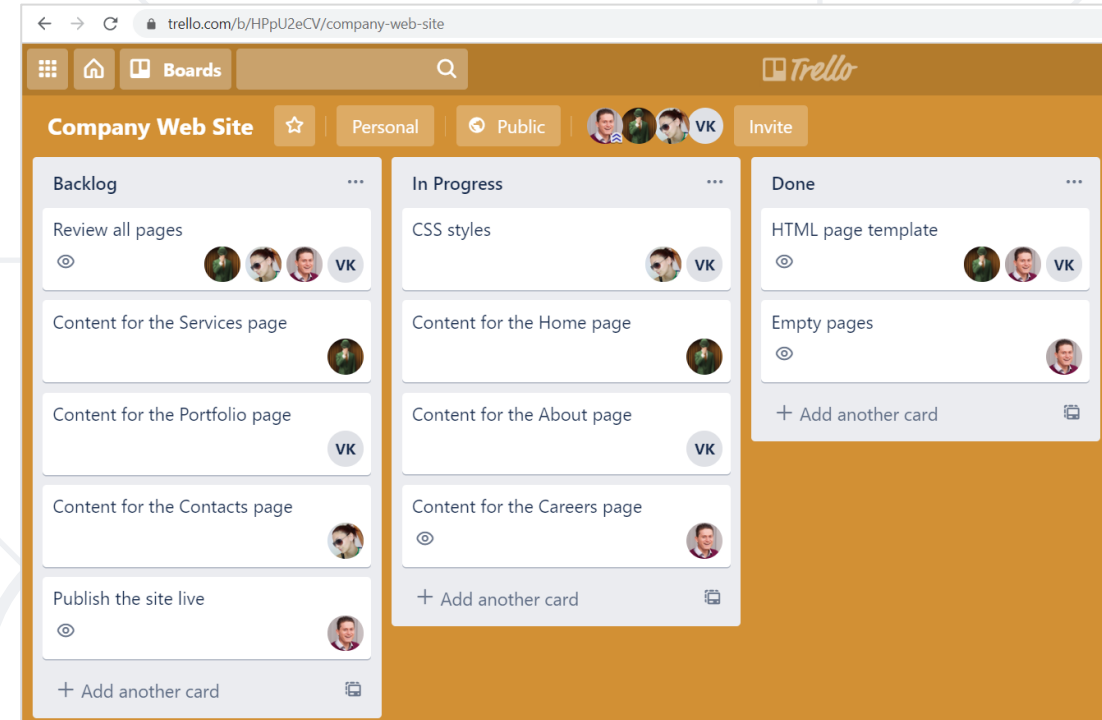 trello.com/b/HPpU2eCV/company-web-site
Boards
Trello
Company Web Site
Personal
Public
VK
Invite
Backlog
Review all pages
VK
Content for the Services page
Content for the Portfolio page
VK
Content for the Contacts page
Publish the site live
+ Add another card
In Progress
CSS styles
VK
Content for the Home page
Content for the About page
VK
Content for the Careers page
+ Add another card
Done
HTML page template
VK
Empty pages
+ Add another card